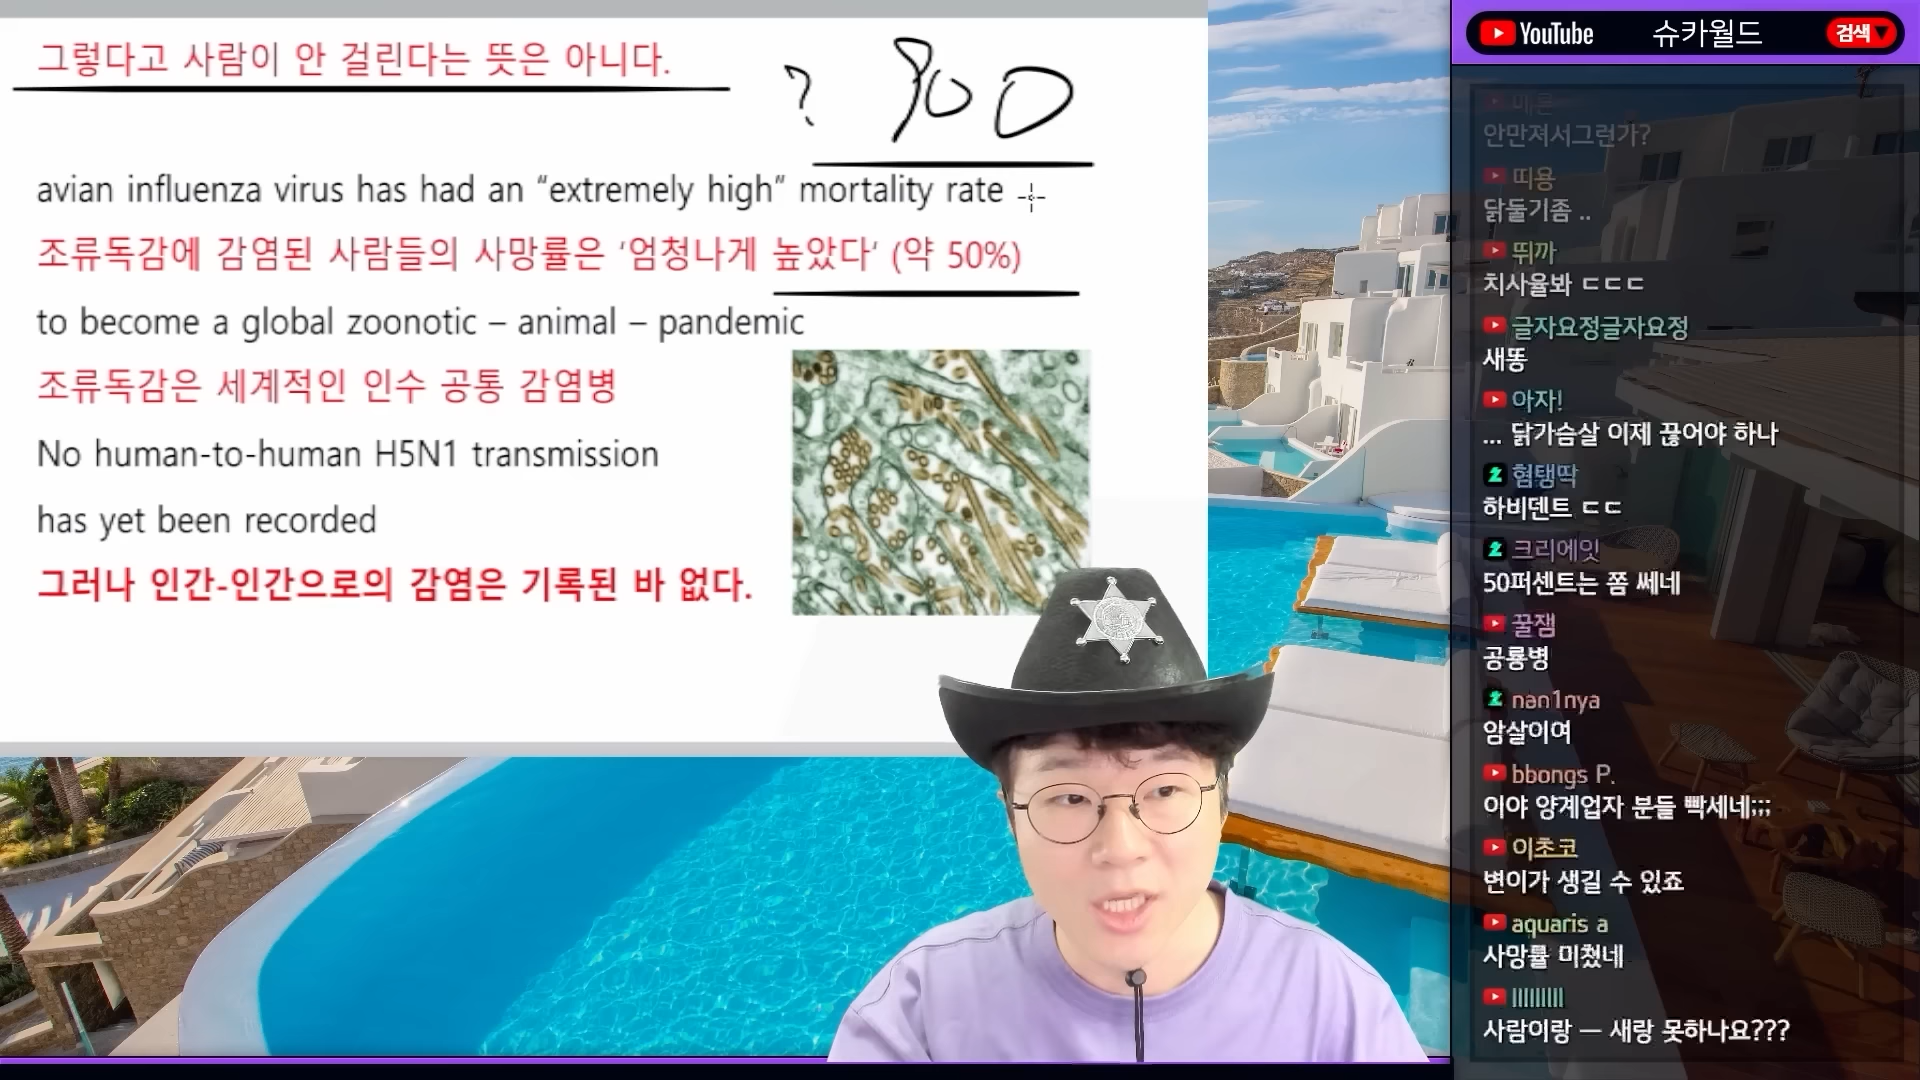 그렇다고 사람이 안 걸린다는 뜻은 아니다.
? 900
avian influenza virus has had an “extremely high” mortality rate
조류독감에 감염된 사람들의 사망률은 ‘엄청나게 높았다’ (약 50%)
to become a global zoonotic – animal – pandemic
조류독감은 세계적인 인수 공통 감염병
No human-to-human H5N1 transmission
has yet been recorded
그러나 인간-인간으로의 감염은 기록된 바 없다.
YouTube 슈카월드 검색
안만져서그런가?
띠용
닭둘기좀 ..
뛰까
치사율봐 ㄷㄷㄷ
글자요정글자요정
새똥
아자!
... 닭가슴살 이제 끊어야 하나
혐탱딱
하비덴트 ㄷㄷ
크리에잇
50퍼센트는 쫌 쎄네
꿀잼
공룡병
nan1nya
암살이여
bbongs P.
이야 양계업자 분들 빡세네;;;
이초코
변이가 생길 수 있죠
aquaris a
사망률 미쳤네
lllllllll
사람이랑 ㅡ 새랑 못하나요???